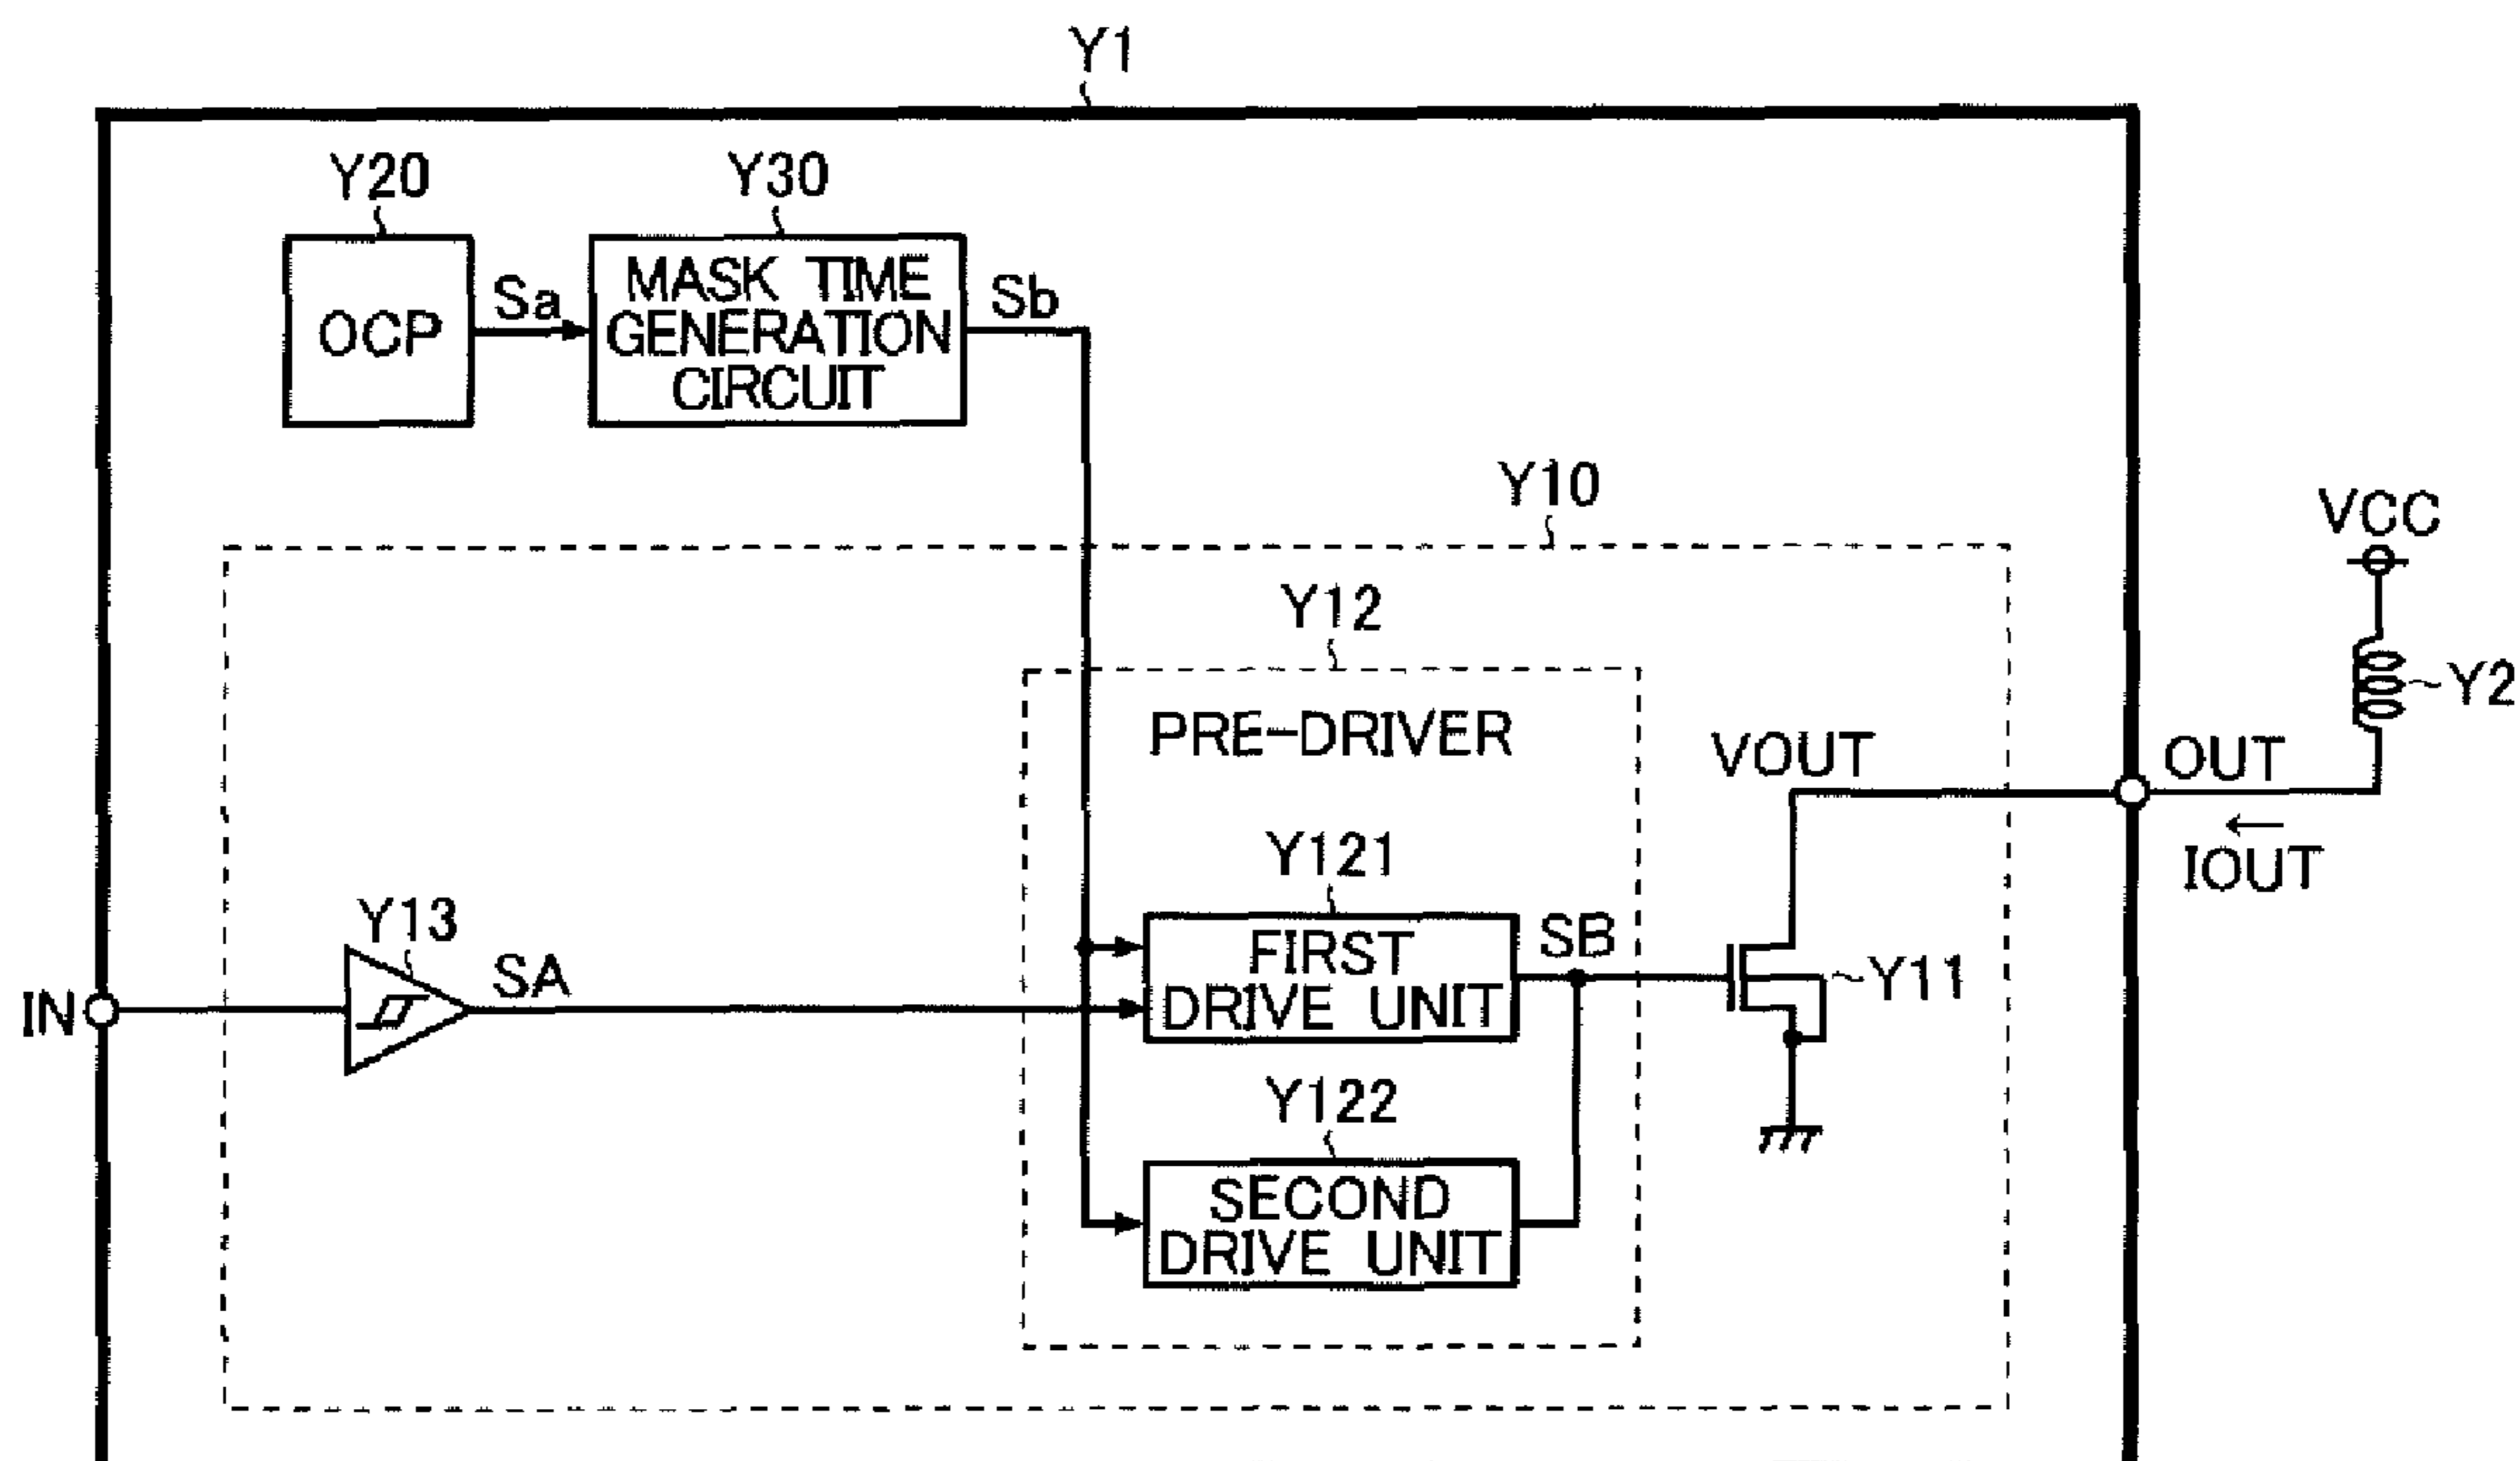 Y1
Y20
Y30
OCP
Sa
MASK TIME
GENERATION
CIRCUIT
Sb
Y10
VCC
Y12
Y2
PRE-DRIVER
VOUT
OUT
IOUT
Y121
Y13
SA
FIRST
DRIVE UNIT
SB
Y11
IN
Y122
SECOND
DRIVE UNIT